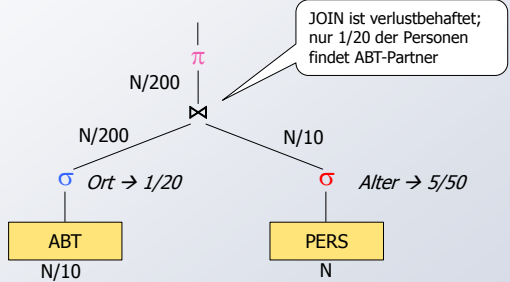 JOIN ist verlustbehaftet;
nur 1/20 der Personen
findet ABT-Partner
π
N/200
⋈
N/200
N/10
σ Ort → 1/20
σ Alter → 5/50
ABT
PERS
N/10
N